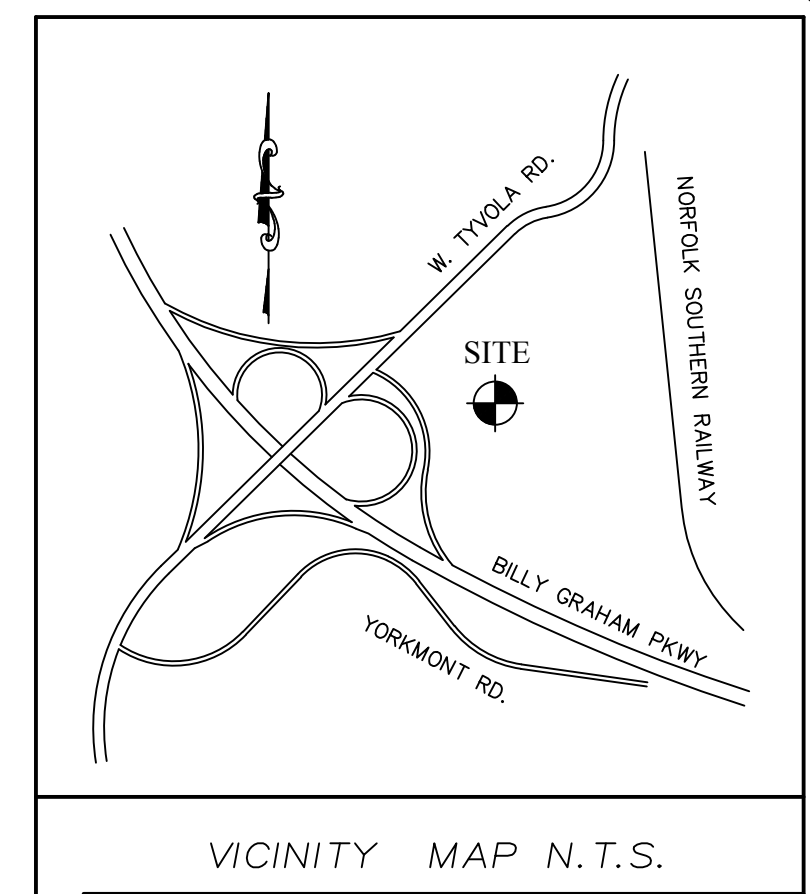 W. TYVOLA RD.
NORFOLK SOUTHERN RAILWAY
SITE
BILLY GRAHAM PKWY
YORKMONT RD.
VICINITY MAP N.T.S.